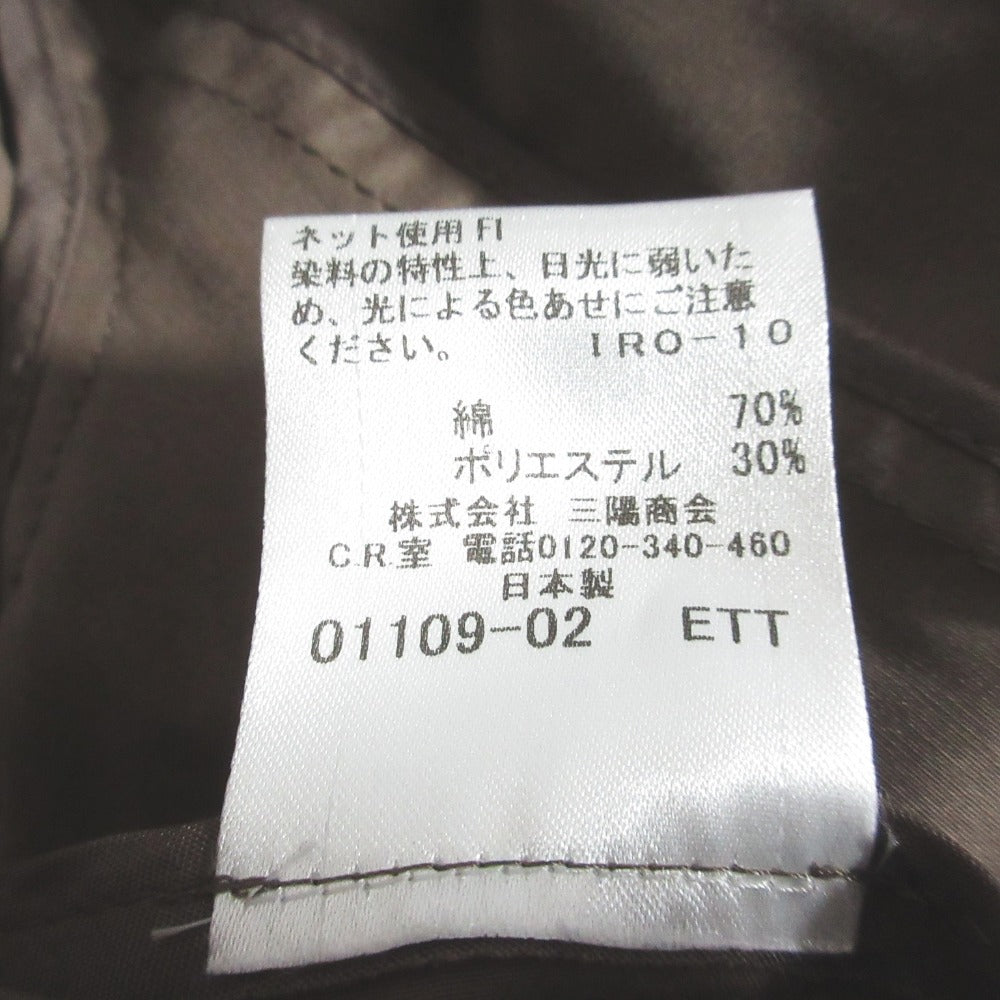 ネット使用 FI
染料の特性上、日光に弱いた
め、光による色あせにご注意
ください。 IRO-10
綿 70%
ポリエステル 30%
株式会社 三陽商会
C.R.室 電話0120-340-460
日本製
01109-02 ETT